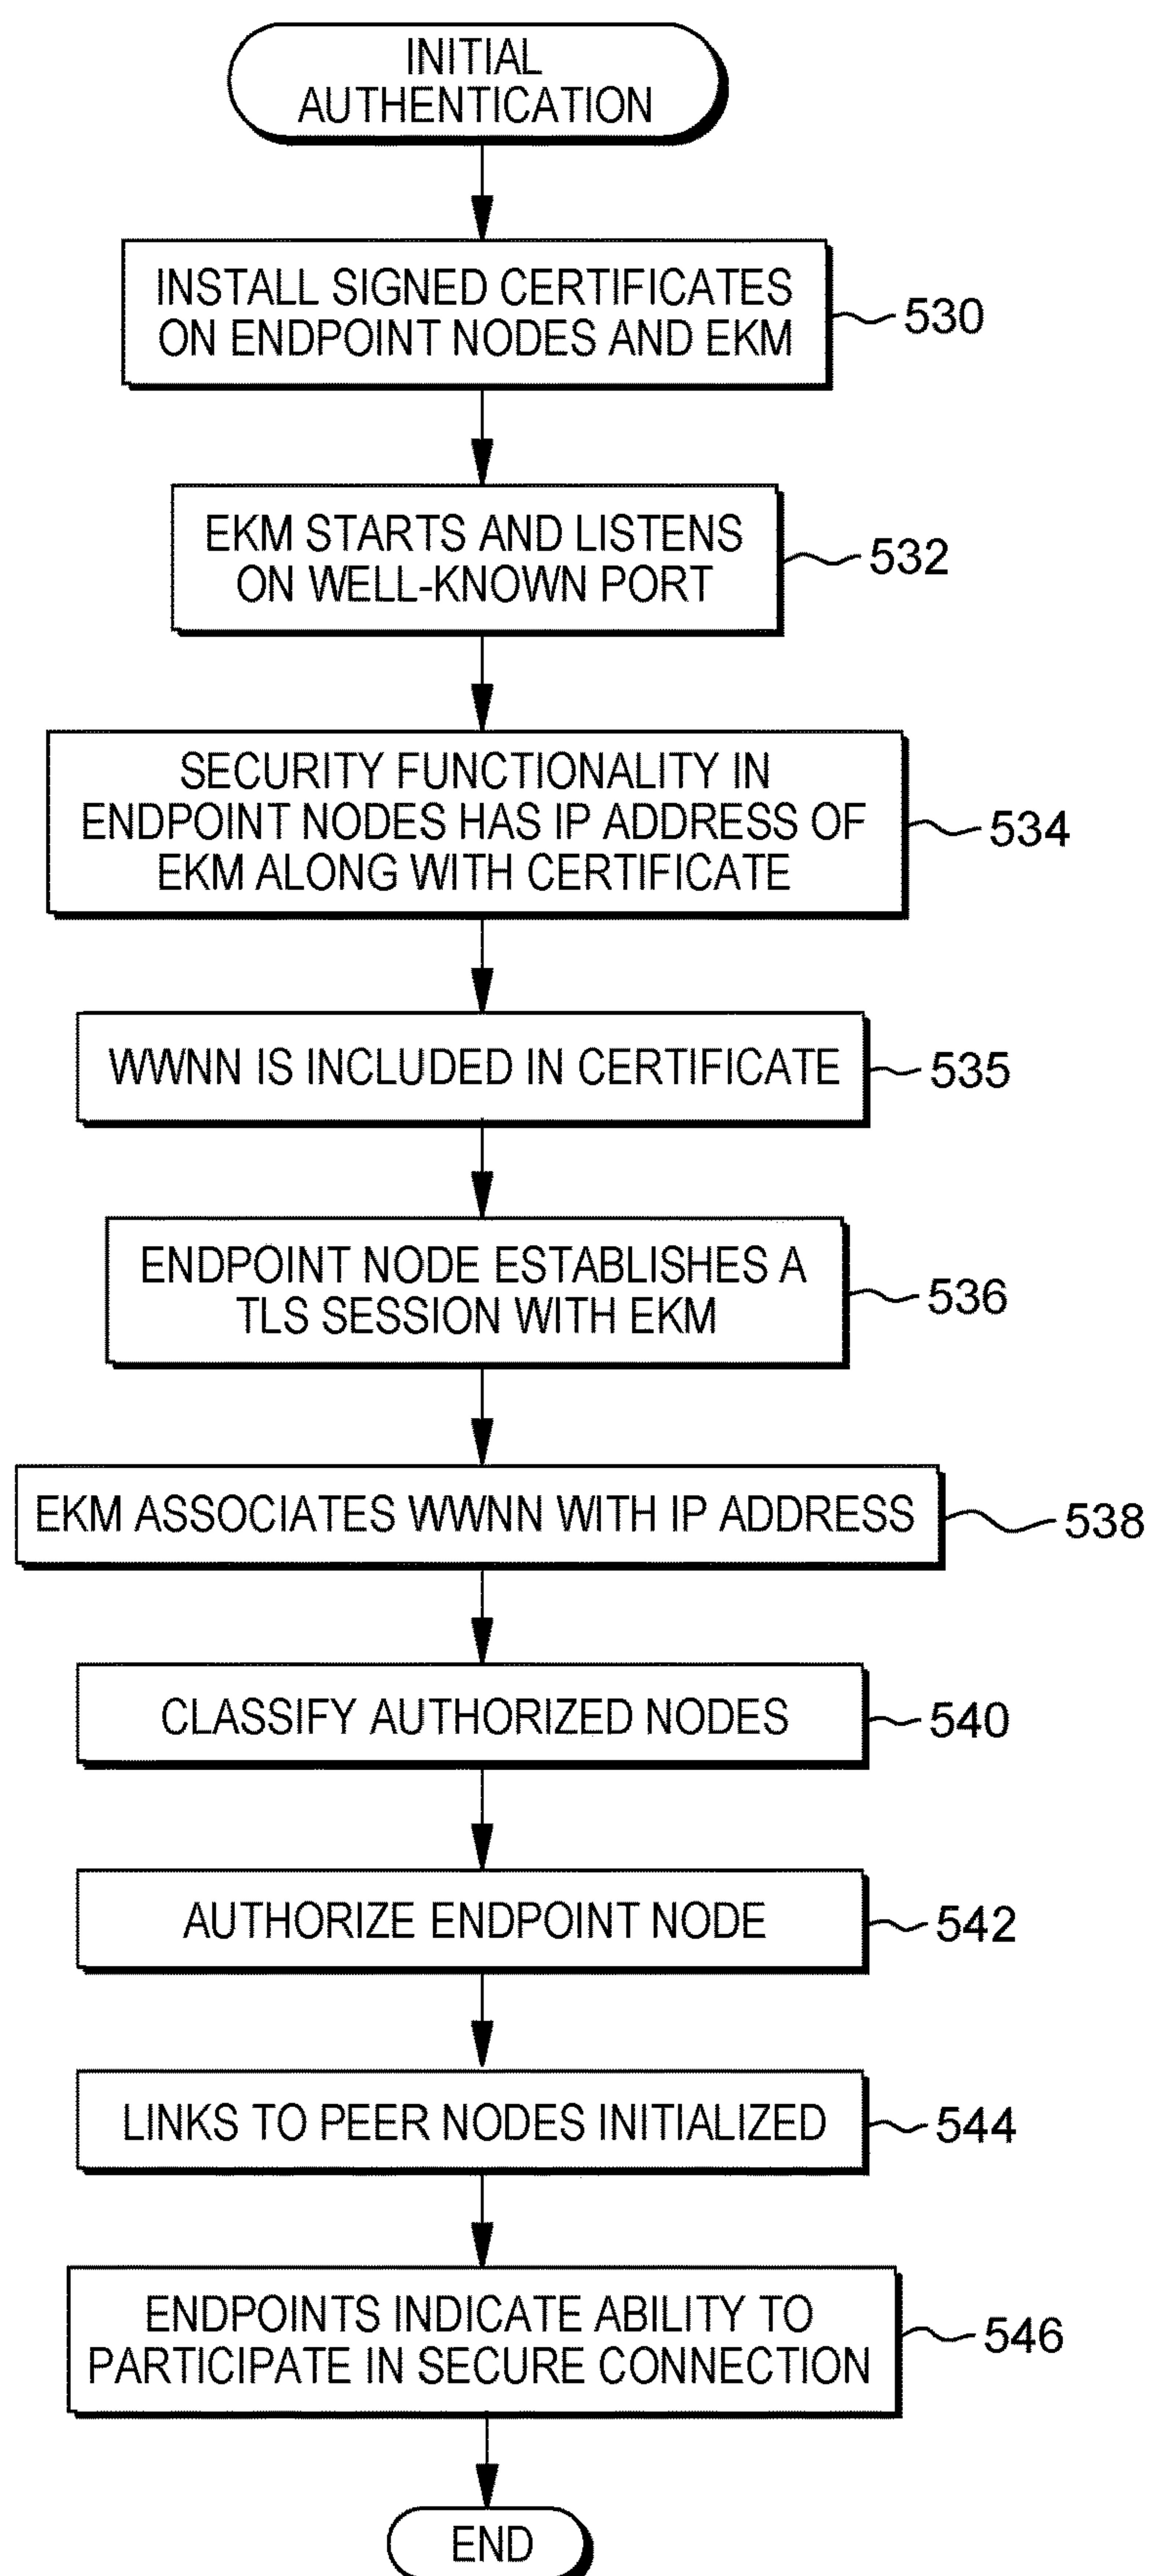 INITIAL
AUTHENTICATION
INSTALL SIGNED CERTIFICATES
ON ENDPOINT NODES AND EKM
530
EKM STARTS AND LISTENS
ON WELL-KNOWN PORT
532
SECURITY FUNCTIONALITY IN
ENDPOINT NODES HAS IP ADDRESS OF
EKM ALONG WITH CERTIFICATE
534
WWNN IS INCLUDED IN CERTIFICATE
535
ENDPOINT NODE ESTABLISHES A
TLS SESSION WITH EKM
536
EKM ASSOCIATES WWNN WITH IP ADDRESS
538
CLASSIFY AUTHORIZED NODES
540
AUTHORIZE ENDPOINT NODE
542
LINKS TO PEER NODES INITIALIZED
544
ENDPOINTS INDICATE ABILITY TO
PARTICIPATE IN SECURE CONNECTION
546
END